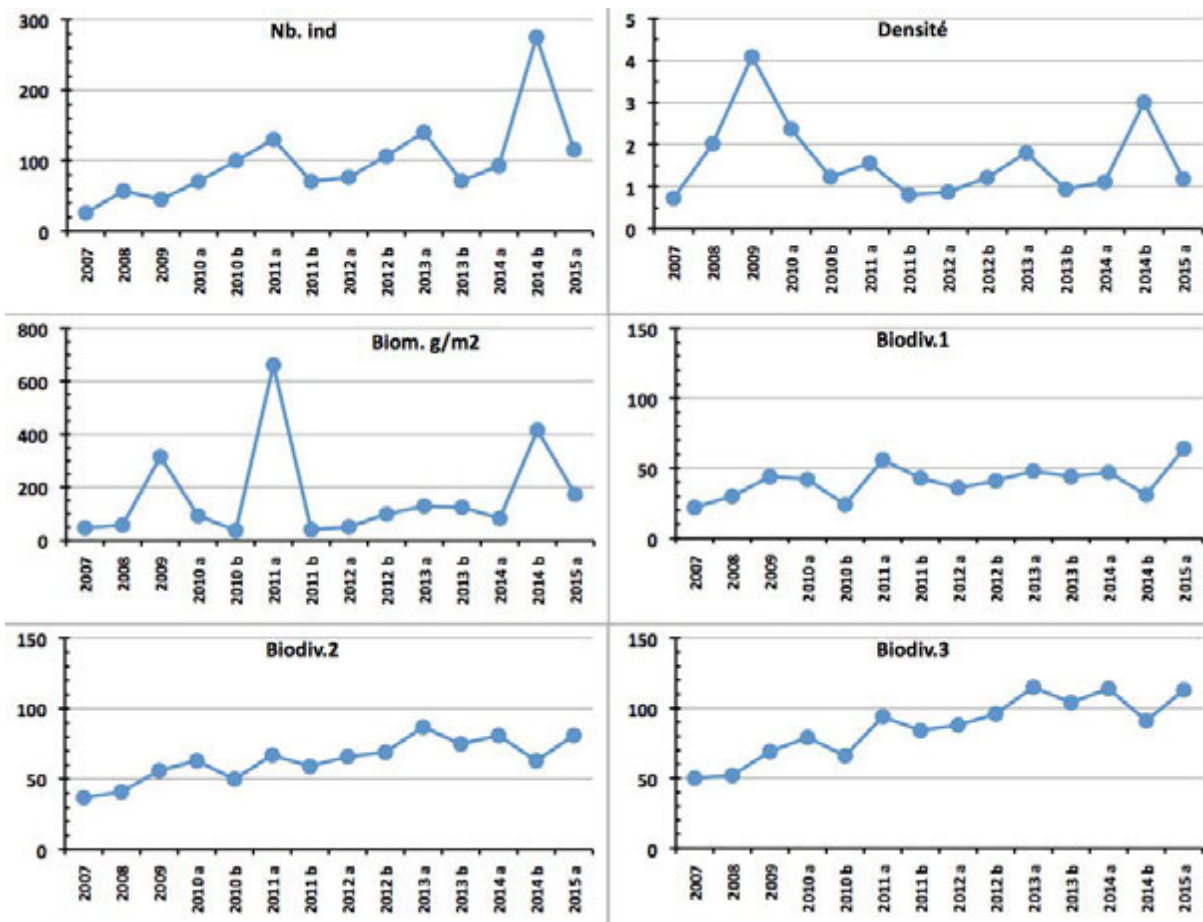 Nb. ind
300
200
100
0
2007
2008
2009
2010 a
2010 b
2011 a
2011 b
2012 a
2012 b
2013 a
2013 b
2014 a
2014 b
2015 a
Densité
5
4
3
2
1
0
2007
2008
2009
2010 a
2010 b
2011 a
2011 b
2012 a
2012 b
2013 a
2013 b
2014 a
2014 b
2015 a
Biom. g/m2
800
600
400
200
0
2007
2008
2009
2010 a
2010 b
2011 a
2011 b
2012 a
2012 b
2013 a
2013 b
2014 a
2014 b
2015 a
Biodiv.1
150
100
50
0
2007
2008
2009
2010 a
2010 b
2011 a
2011 b
2012 a
2012 b
2013 a
2013 b
2014 a
2014 b
2015 a
Biodiv.2
150
100
50
0
2007
2008
2009
2010 a
2010 b
2011 a
2011 b
2012 a
2012 b
2013 a
2013 b
2014 a
2014 b
2015 a
Biodiv.3
150
100
50
0
2007
2008
2009
2010 a
2010 b
2011 a
2011 b
2012 a
2012 b
2013 a
2013 b
2014 a
2014 b
2015 a